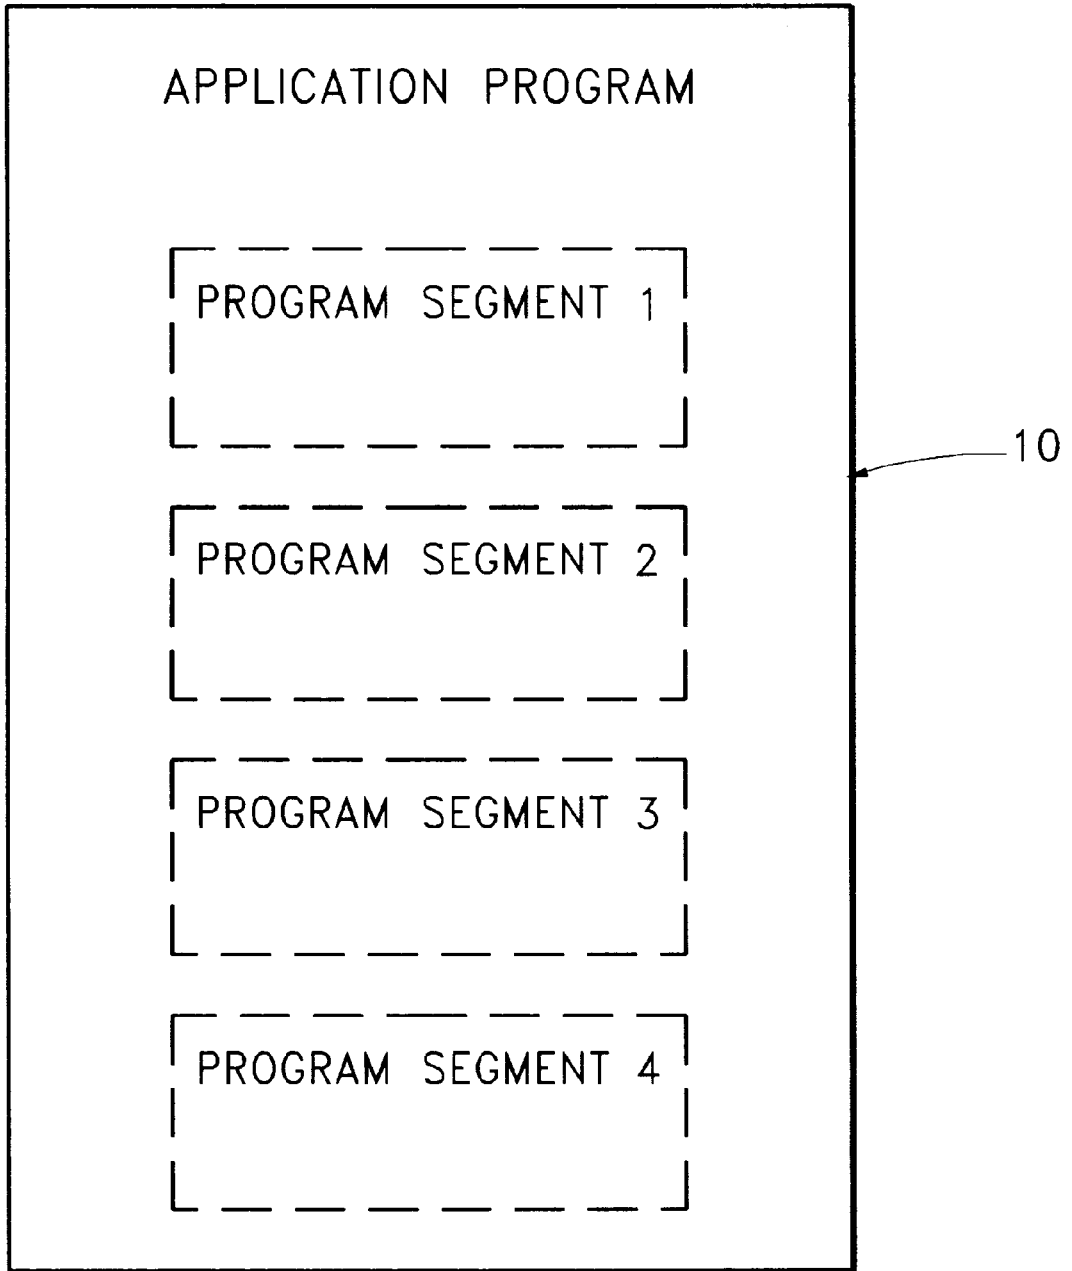 APPLICATION PROGRAM
PROGRAM SEGMENT 1
10
PROGRAM SEGMENT 2
PROGRAM SEGMENT 3
PROGRAM SEGMENT 4